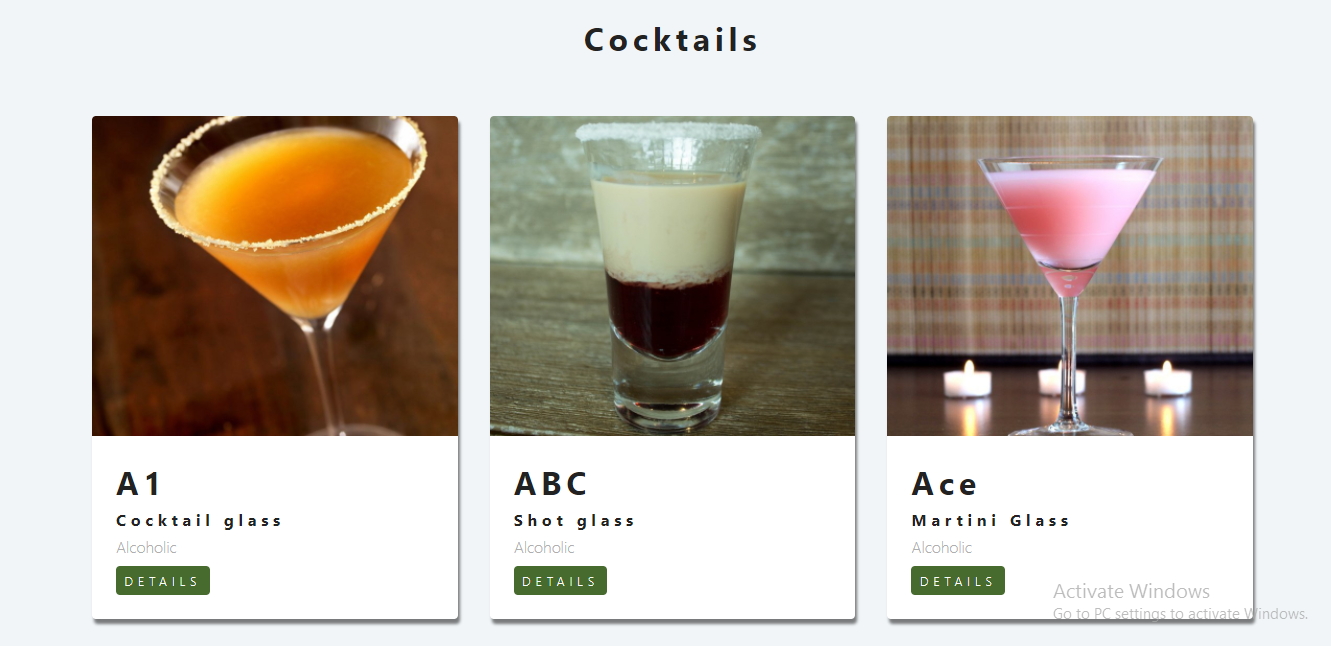 Cocktails
A1
Cocktail glass
Alcoholic
DETAILS
ABC
Shot glass
Alcoholic
DETAILS
Ace
Martini Glass
Alcoholic
DETAILS
Activate Windows
Go to PC settings to activate Windows.